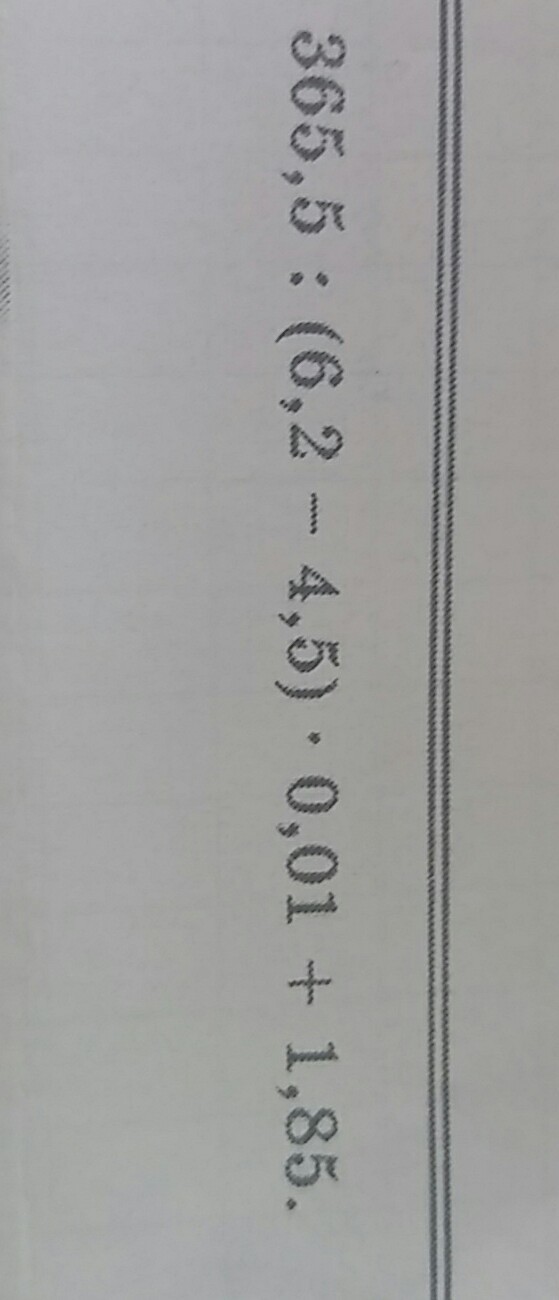 365,5 : (6,2 − 4,5) · 0,01 + 1,85.